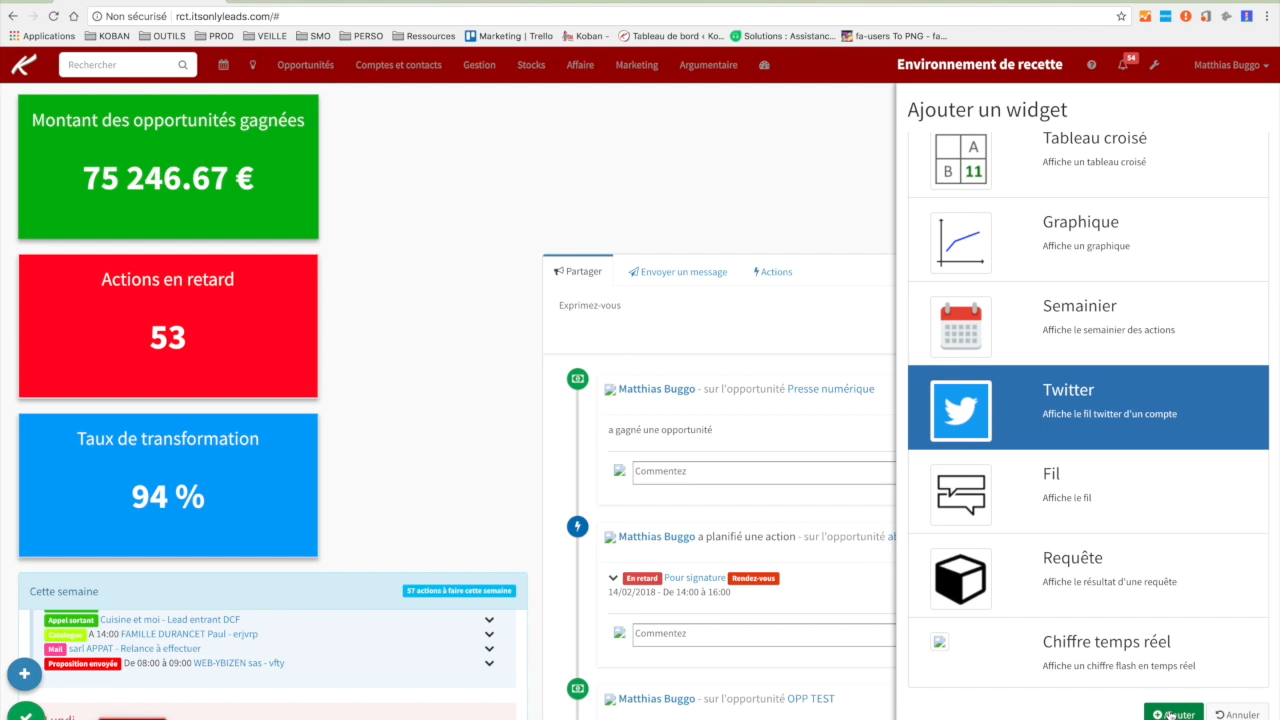 Non sécurisé | rct.itsonlyleads.com/#
Applications KOBAN OUTILS PROD VEILLE SMO PERSO Ressources Marketing | Trello Koban - Tableau de bord ‹ Ko... Solutions : Assistanc... fa-users To PNG - fa...
Rechercher Opportunités Comptes et contacts Gestion Stocks Affaire Marketing Argumentaire Environnement de recette 54 Matthias Buggo
Montant des opportunités gagnées
75 246.67 €
Actions en retard
53
Taux de transformation
94 %
Cette semaine 57 actions à faire cette semaine
Appel sortant Cuisine et moi - Lead entrant DCF
Catalogue A 14:00 FAMILLE DURANCET Paul - erjvrp
Mail sarl APPAT - Relance à effectuer
Proposition envoyée De 08:00 à 09:00 WEB-YBIZEN sas - vfty
Partager Envoyer un message Actions
Exprimez-vous
Matthias Buggo - sur l'opportunité Presse numérique
a gagné une opportunité
Commentez
Matthias Buggo a planifié une action - sur l'opportunité
En retard Pour signature Rendez-vous
14/02/2018 - De 14:00 à 16:00
Commentez
Matthias Buggo - sur l'opportunité OPP TEST
Ajouter un widget
A
B 11
Tableau croisé
Affiche un tableau croisé
Graphique
Affiche un graphique
Semainier
Affiche le semainier des actions
Twitter
Affiche le fil twitter d'un compte
Fil
Affiche le fil
Requête
Affiche le résultat d'une requête
Chiffre temps réel
Affiche un chiffre flash en temps réel
Ajouter Annuler